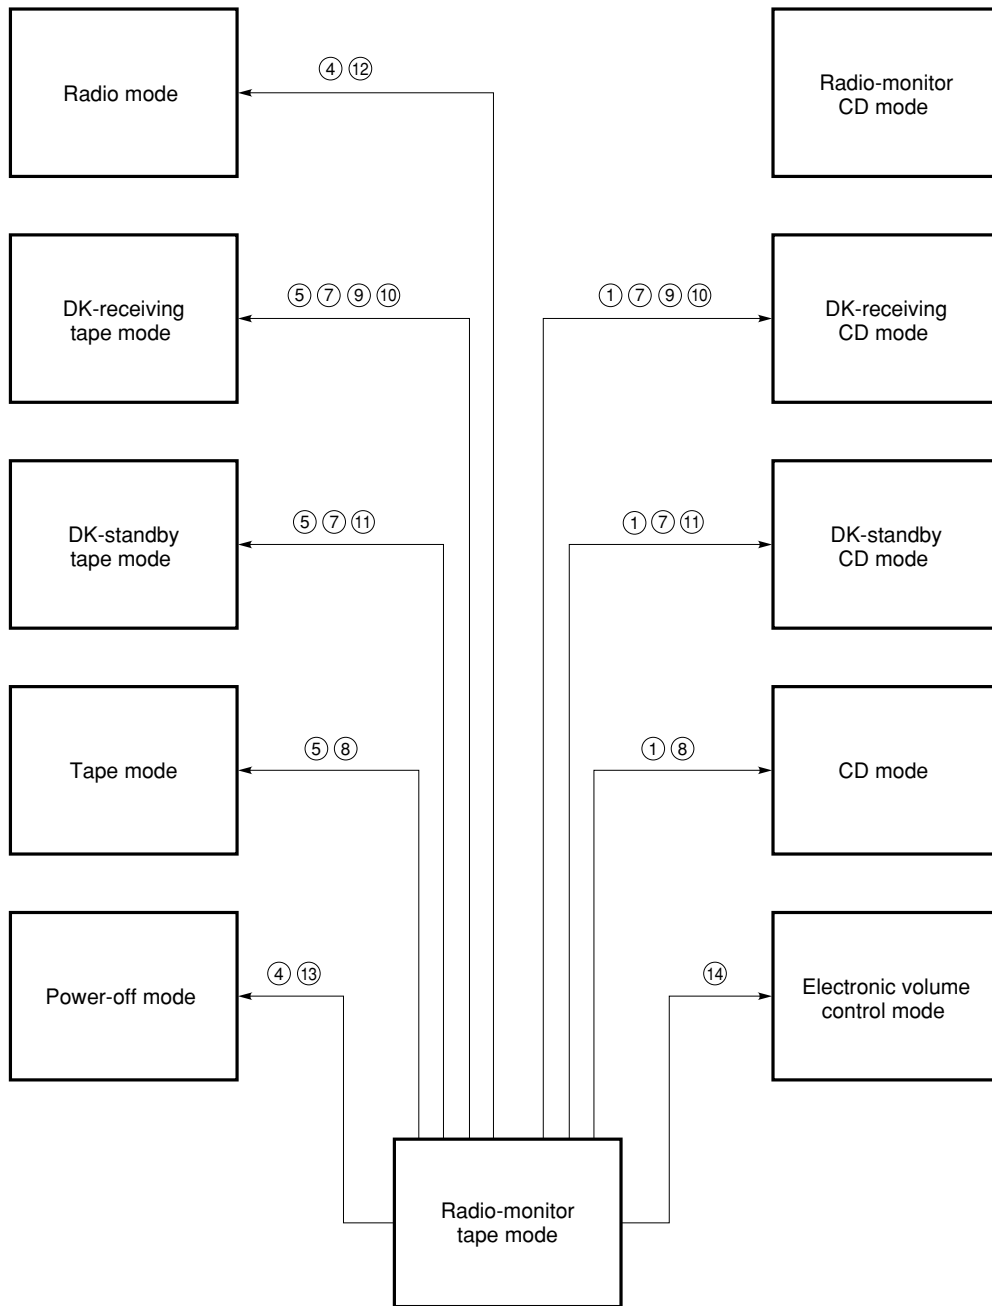 ④ ⑫
Radio mode
Radio-monitor
CD mode
⑤ ⑦ ⑨ ⑩
① ⑦ ⑨ ⑩
DK-receiving
tape mode
DK-receiving
CD mode
⑤ ⑦ ⑪
① ⑦ ⑪
DK-standby
tape mode
DK-standby
CD mode
⑤ ⑧
① ⑧
Tape mode
CD mode
④ ⑬
⑭
Power-off mode
Electronic volume
control mode
Radio-monitor
tape mode